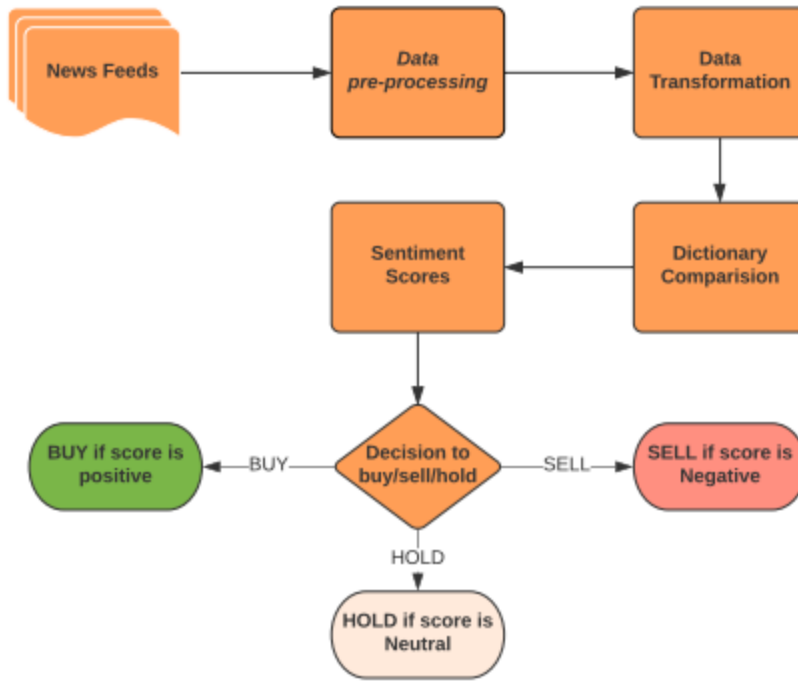 News Feeds
Data
pre-processing
Data
Transformation
Sentiment
Scores
Dictionary
Comparision
BUY if score is
positive
BUY
Decision to
buy/sell/hold
SELL
SELL if score is
Negative
HOLD
HOLD if score is
Neutral